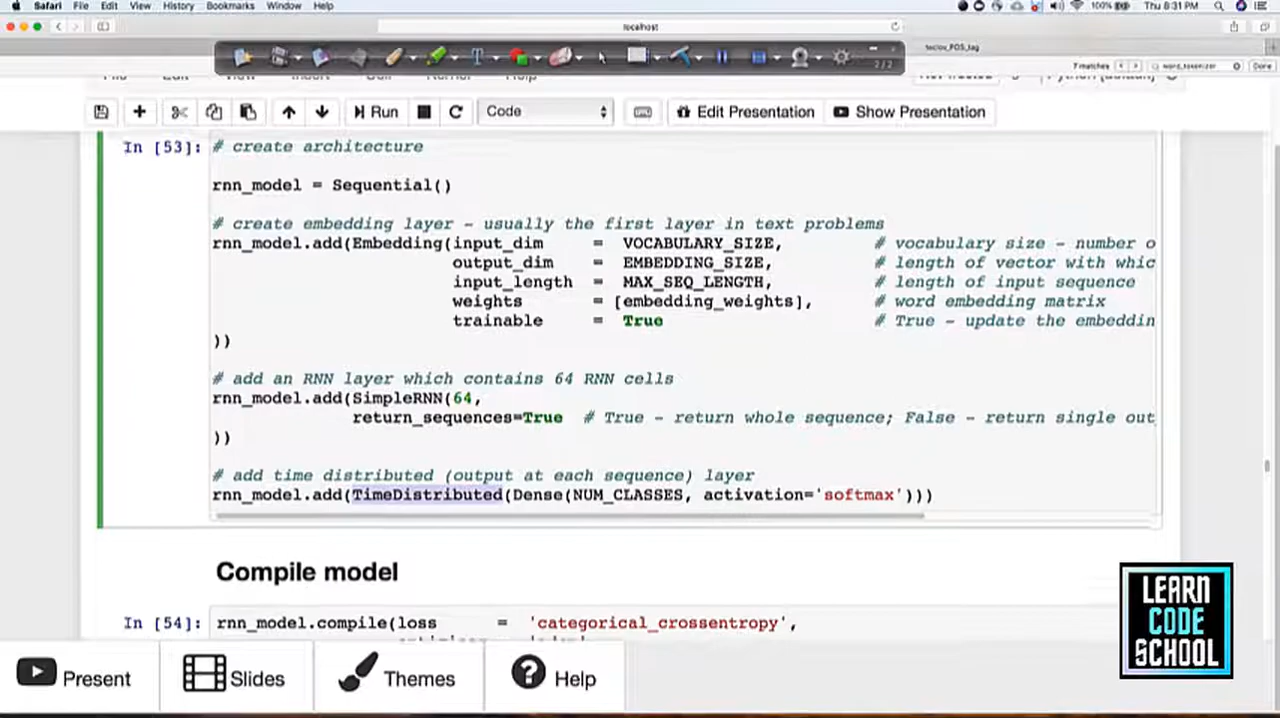 Safari File Edit View History Bookmarks Window Help 100% Thu 8:31 PM
localhost
2/2
7 matches Done
Run Code Edit Presentation Show Presentation
In [53]: # create architecture
rnn_model = Sequential()
# create embedding layer – usually the first layer in text problems
rnn_model.add(Embedding(input_dim = VOCABULARY_SIZE, # vocabulary size – number o
output_dim = EMBEDDING_SIZE, # length of vector with whic
input_length = MAX_SEQ_LENGTH, # length of input sequence
weights = [embedding_weights], # word embedding matrix
trainable = True # True – update the embeddin
))
# add an RNN layer which contains 64 RNN cells
rnn_model.add(SimpleRNN(64,
return_sequences=True # True – return whole sequence; False – return single out
))
# add time distributed (output at each sequence) layer
rnn_model.add(TimeDistributed(Dense(NUM_CLASSES, activation='softmax')))
Compile model
In [54]: rnn_model.compile(loss = 'categorical_crossentropy',
LEARN
CODE
SCHOOL
Present Slides Themes Help